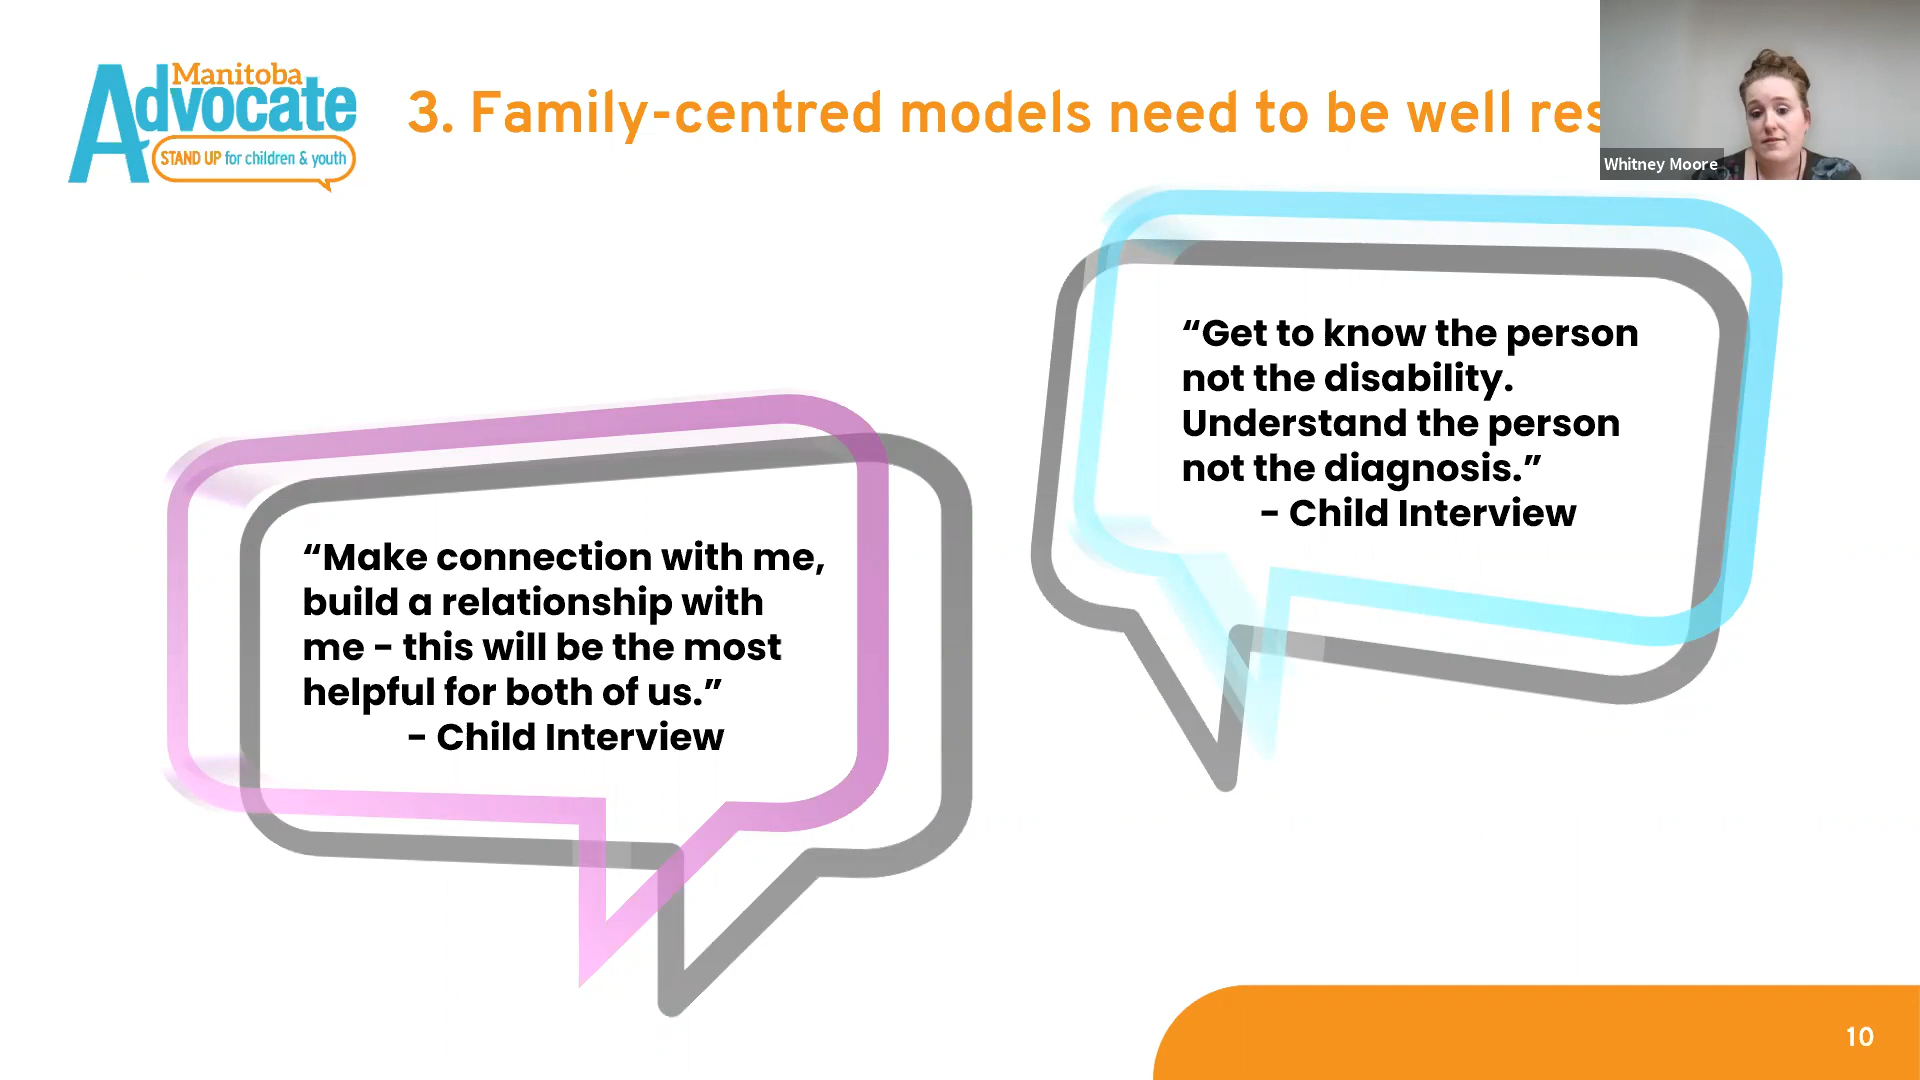 Manitoba
Advocate
STAND UP for children & youth
3. Family-centred models need to be well
Whitney Moore
“Get to know the person
not the disability.
Understand the person
not the diagnosis.”
- Child Interview
“Make connection with me,
build a relationship with
me - this will be the most
helpful for both of us.”
- Child Interview
10